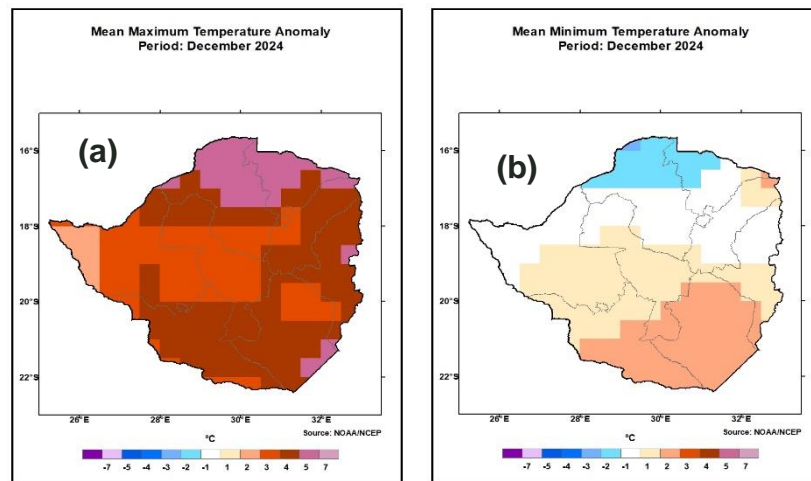 Mean Maximum Temperature Anomaly
Period: December 2024
(a)
16°S
18°S
20°S
22°S
26°E 28°E 30°E 32°E
°C
Source: NOAA/NCEP
-7 -5 -4 -3 -2 -1 1 2 3 4 5 7
Mean Minimum Temperature Anomaly
Period: December 2024
(b)
16°S
18°S
20°S
22°S
26°E 28°E 30°E 32°E
°C
Source: NOAA/NCEP
-7 -5 -4 -3 -2 -1 1 2 3 4 5 7